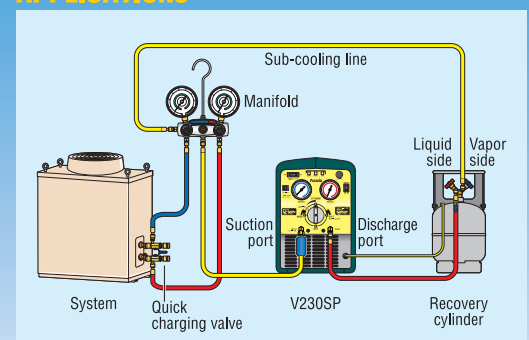 APPLICATIONS
Sub-cooling line
Manifold
Liquid
side
Vapor
side
Suction
port
Discharge
port
System
Quick
charging valve
V230SP
Recovery
cylinder